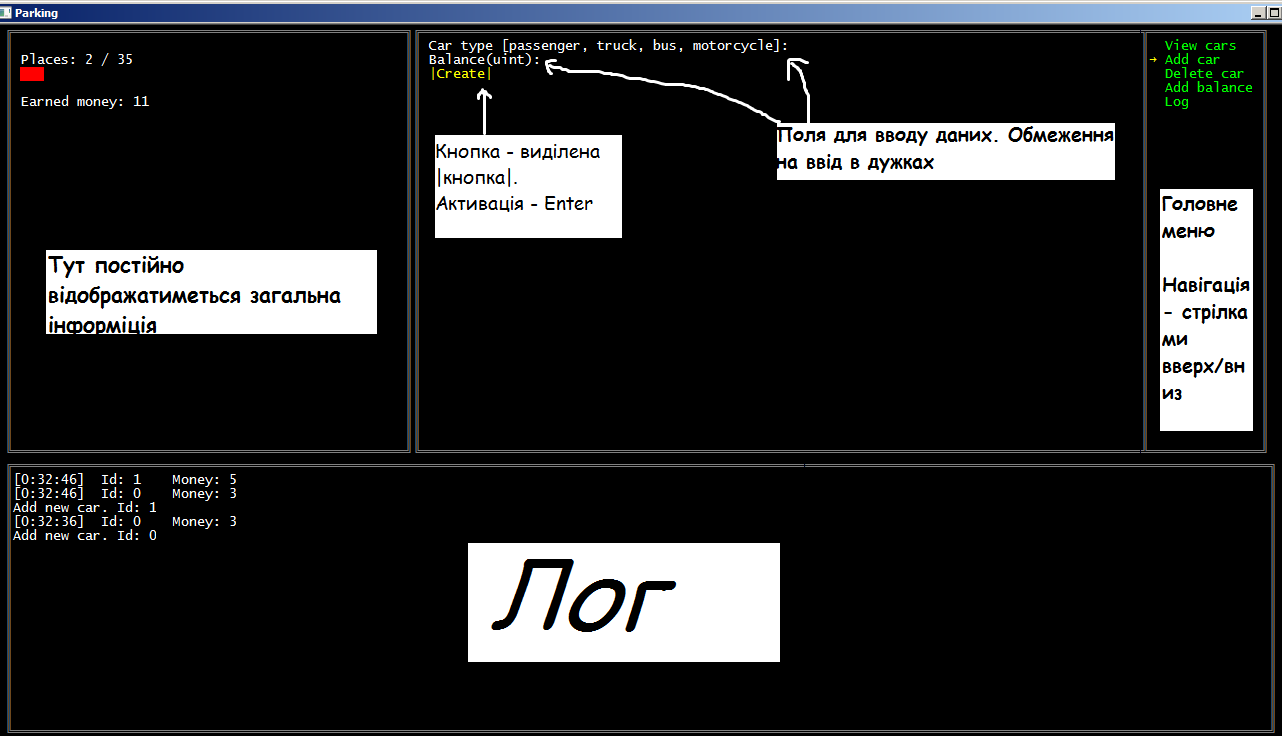 Parking
Places: 2 / 35
Earned money: 11
Тут постійно
відображатиметься загальна
інформіція
Car type [passenger, truck, bus, motorcycle]:
Balance(uint):
|Create|
Кнопка - виділена
|кнопка|.
Активація - Enter
Поля для вводу даних. Обмеження
на ввід в дужках
View cars
→ Add car
Delete car
Add balance
Log
Головне
меню
Навігація
- стрілка
ми
вверх/вн
из
[0:32:46]  Id: 1    Money: 5
[0:32:46]  Id: 0    Money: 3
Add new car. Id: 1
[0:32:36]  Id: 0    Money: 3
Add new car. Id: 0
Лог